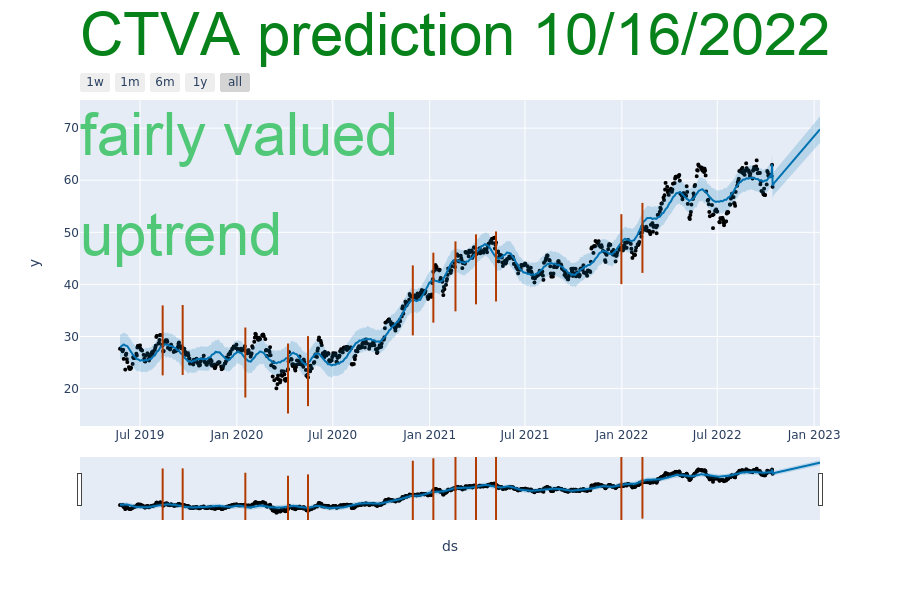 CTVA prediction 10/16/2022
1w 1m 6m 1y all
fairly valued
uptrend
70
60
50
40
30
20
y
Jul 2019 Jan 2020 Jul 2020 Jan 2021 Jul 2021 Jan 2022 Jul 2022 Jan 2023
ds